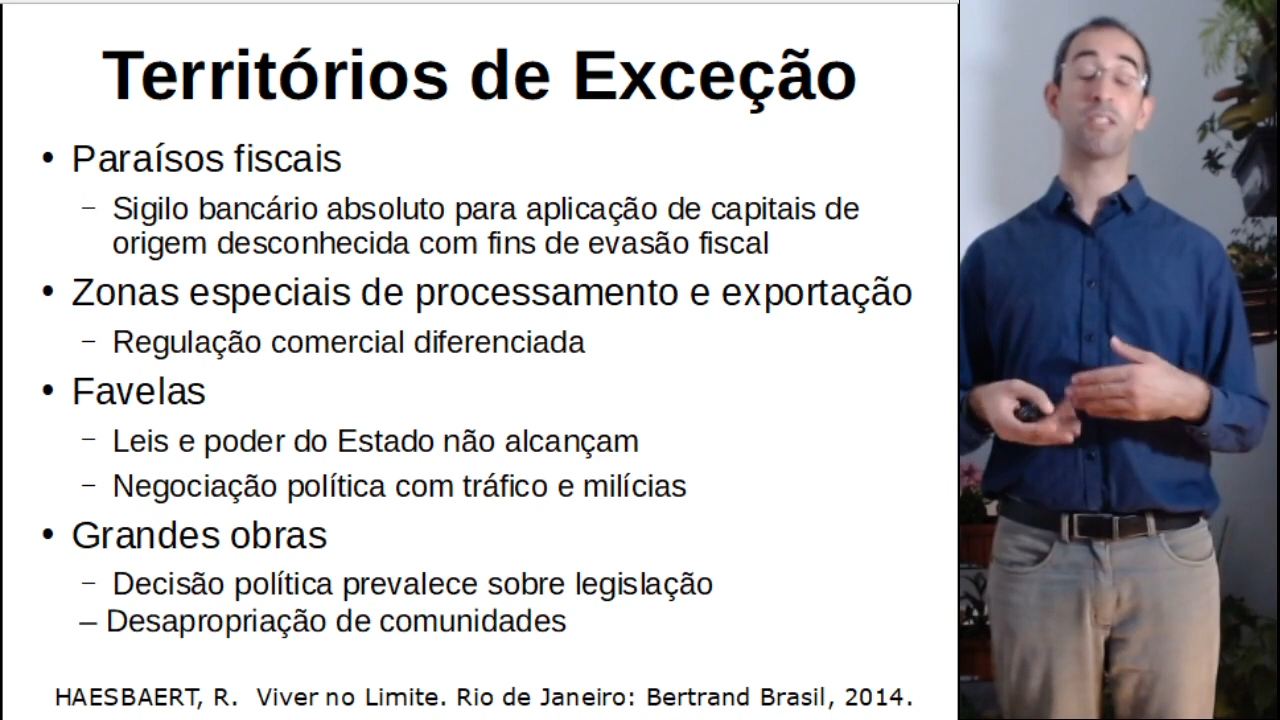 Territórios de Exceção
• Paraísos fiscais
– Sigilo bancário absoluto para aplicação de capitais de
origem desconhecida com fins de evasão fiscal
• Zonas especiais de processamento e exportação
– Regulação comercial diferenciada
• Favelas
– Leis e poder do Estado não alcançam
– Negociação política com tráfico e milícias
• Grandes obras
– Decisão política prevalece sobre legislação
– Desapropriação de comunidades
HAESBAERT, R.  Viver no Limite. Rio de Janeiro: Bertrand Brasil, 2014.